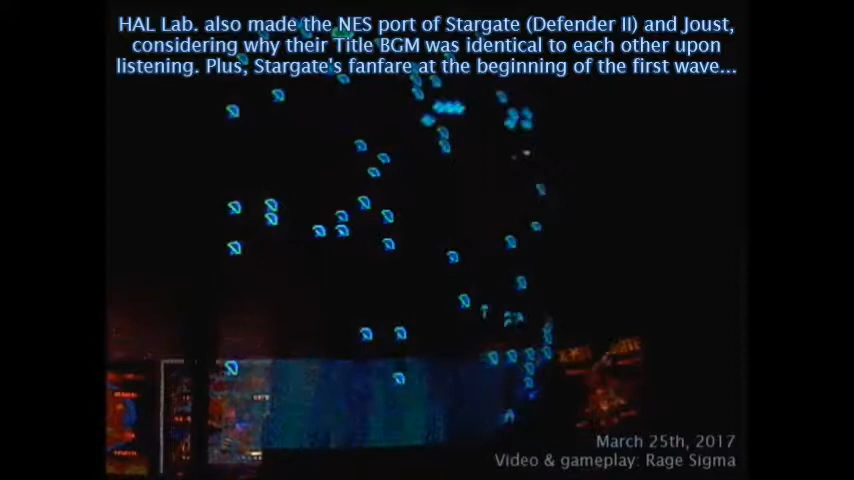 HAL Lab. also made the NES port of Stargate (Defender II) and Joust,
considering why their Title BGM was identical to each other upon
listening. Plus, Stargate's fanfare at the beginning of the first wave...
March 25th, 2017
Video & gameplay: Rage Sigma